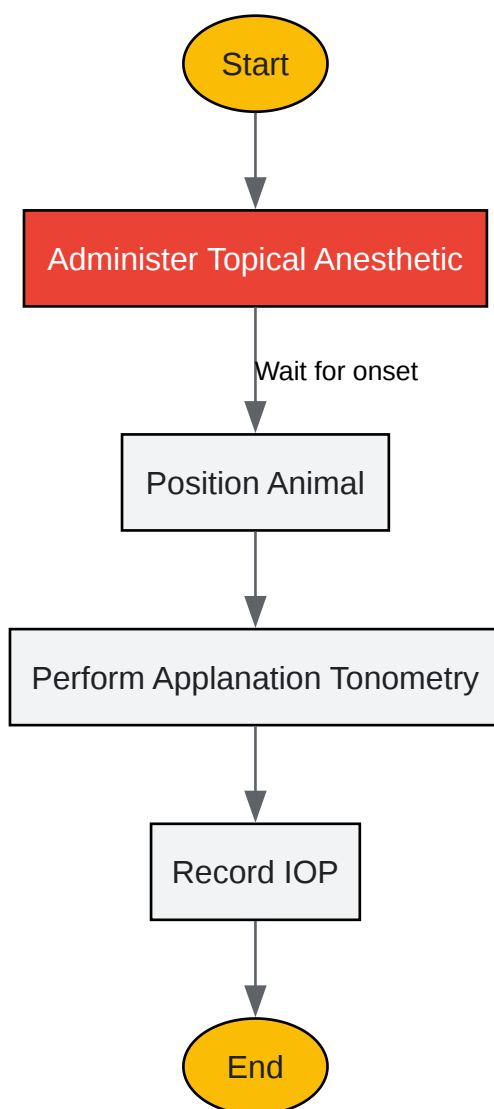 Start
Administer Topical Anesthetic
Wait for onset
Position Animal
Perform Applanation Tonometry
Record IOP
End